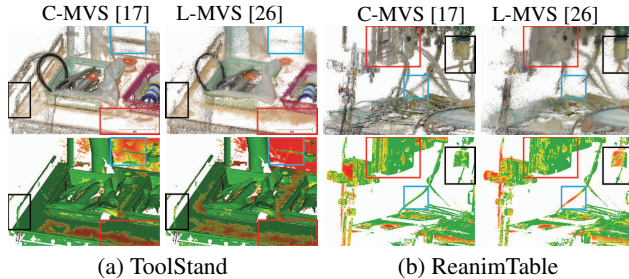 C-MVS [17] L-MVS [26] C-MVS [17] L-MVS [26]
(a) ToolStand (b) ReanimTable